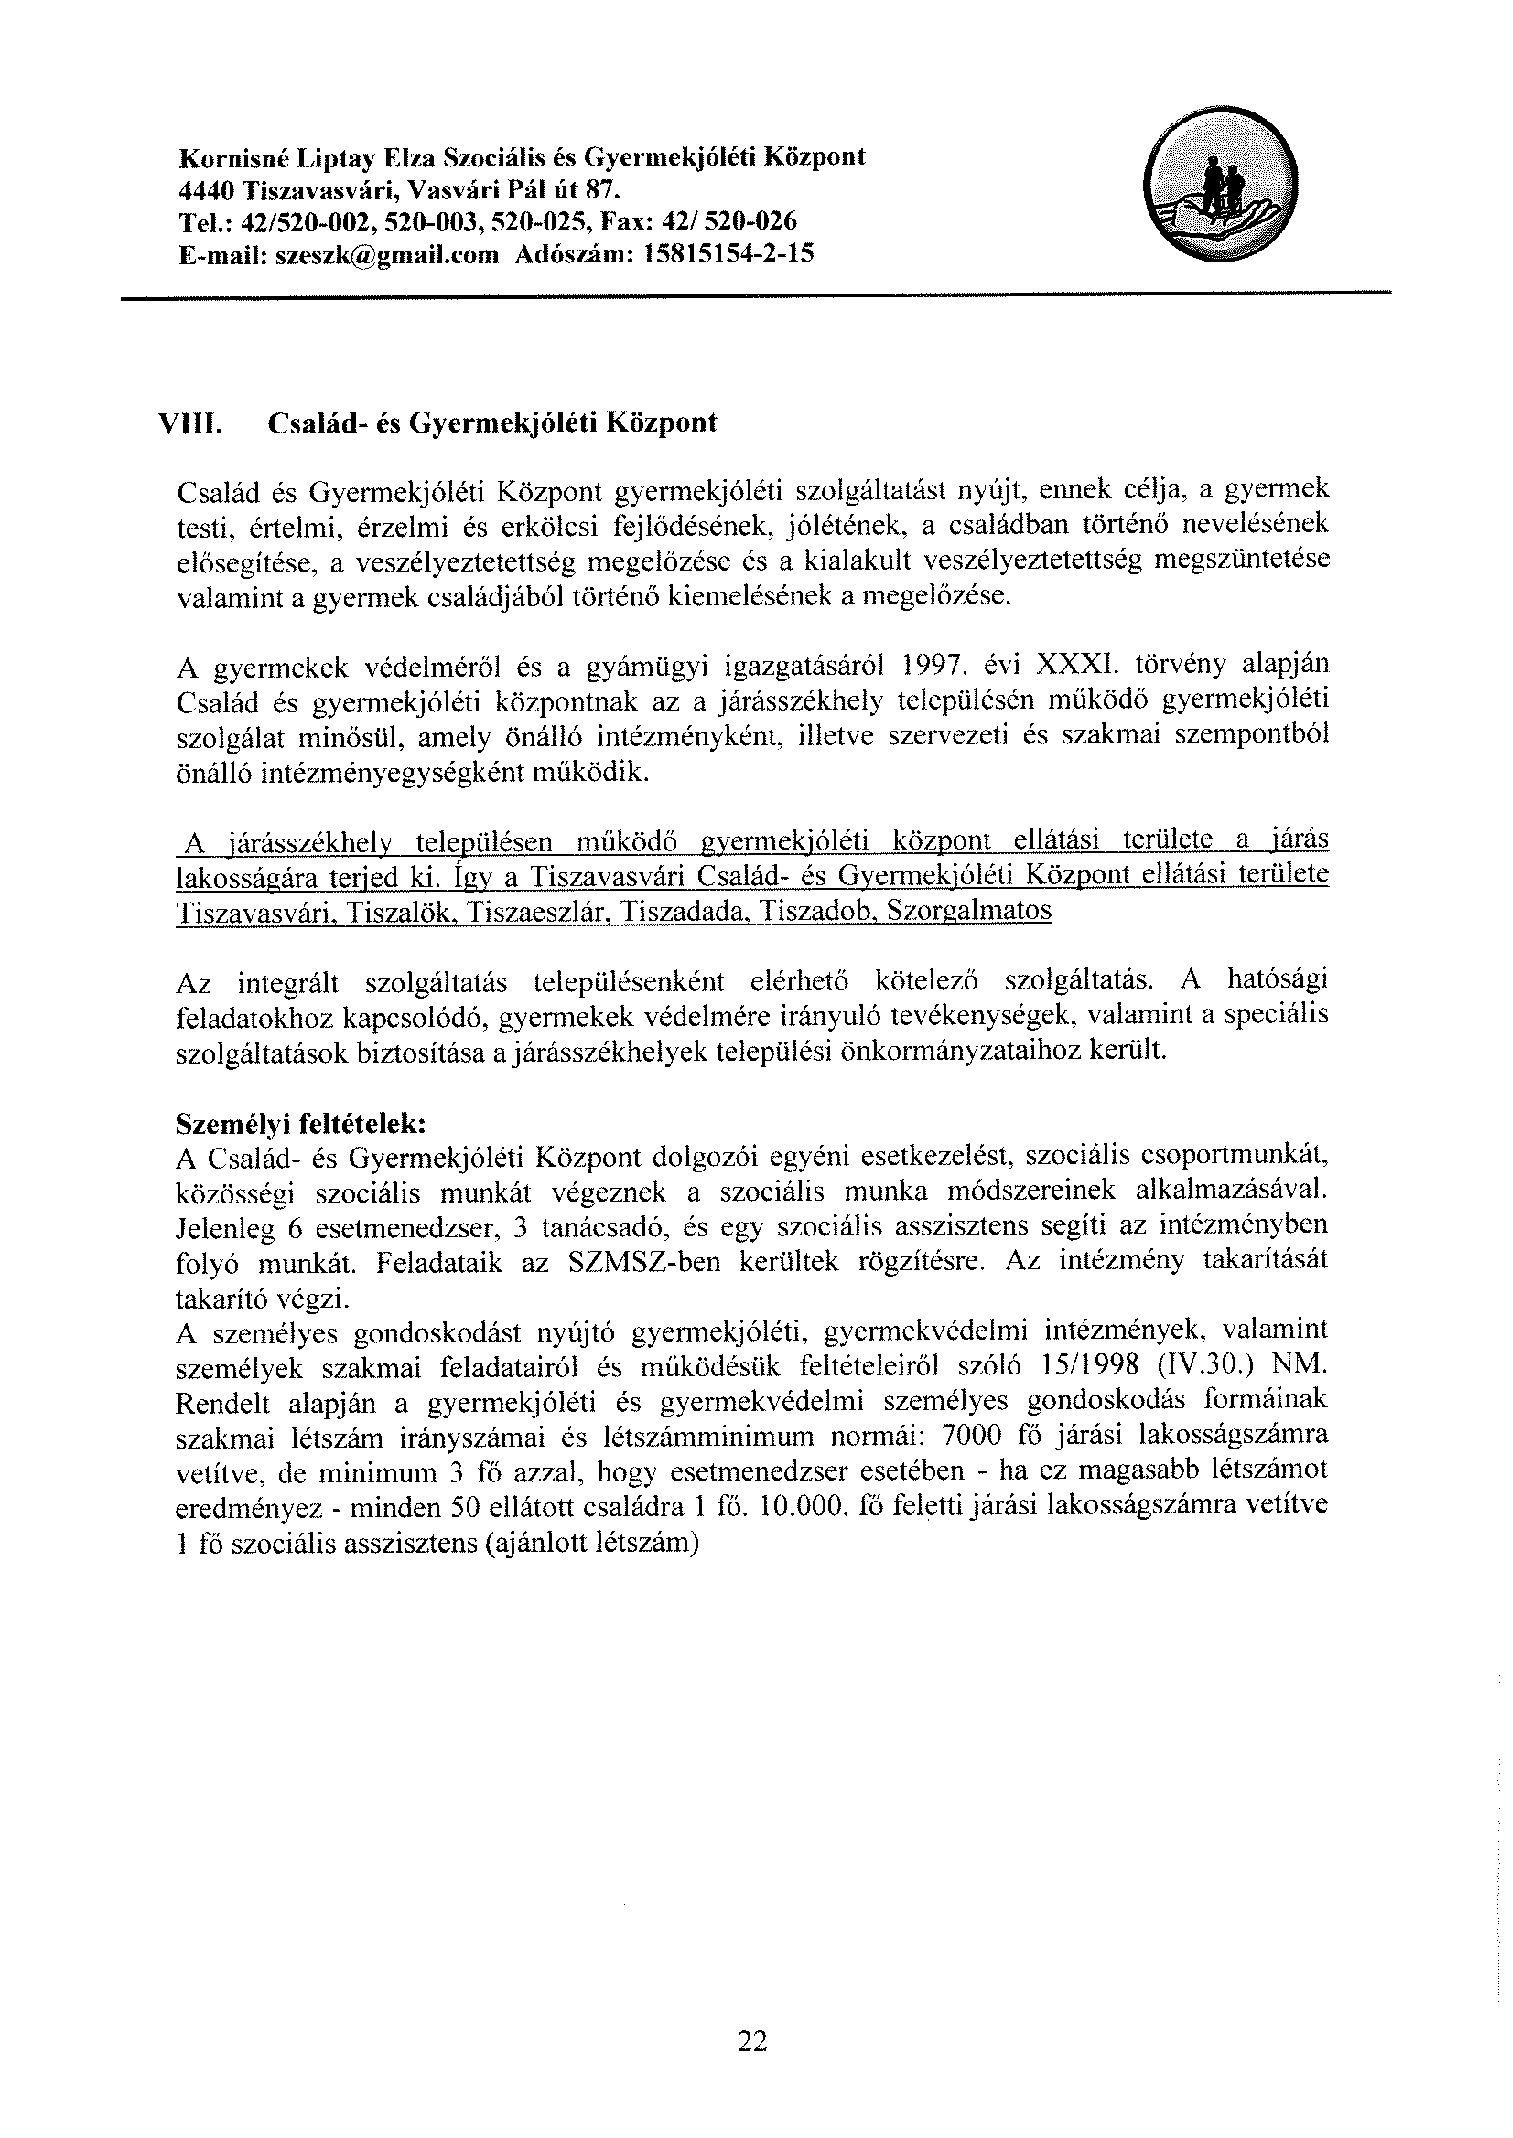 Kornisné Liptay Elza Szociális és Gyermekjóléti Központ
4440 Tiszavasvári, Vasvári Pál út 87.
Tel.: 42/520-002, 520-003, 520-025, Fax: 42/ 520-026
E-mail: szeszk@gmail.com Adószám: 15815154-2-15
VIII. Család- és Gyermekjóléti Központ
Család és Gyermekjóléti Központ gyermekjóléti szolgáltatást nyújt, ennek célja, a gyermek
testi, értelmi, érzelmi és erkölcsi fejlődésének, jólétének, a családban történő nevelésének
elősegítése, a veszélyeztetettség megelőzése és a kialakult veszélyeztetettség megszüntetése
valamint a gyermek családjából történő kiemelésének a megelőzése.
A gyermekek védelméről és a gyámügyi igazgatásáról 1997. évi XXXI. törvény alapján
Család és gyermekjóléti központnak az a járásszékhely településén működő gyermekjóléti
szolgálat minősül, amely önálló intézményként, illetve szervezeti és szakmai szempontból
önálló intézményegységként működik.
A járásszékhely településen működő gyermekjóléti központ ellátási területe a járás
lakosságára terjed ki. Így a Tiszavasvári Család- és Gyermekjóléti Központ ellátási területe
Tiszavasvári, Tiszalök, Tiszaeszlár, Tiszadada, Tiszadob, Szorgalmatos
Az integrált szolgáltatás településenként elérhető kötelező szolgáltatás. A hatósági
feladatokhoz kapcsolódó, gyermekek védelmére irányuló tevékenységek, valamint a speciális
szolgáltatások biztosítása a járásszékhelyek települési önkormányzataihoz került.
Személyi feltételek:
A Család- és Gyermekjóléti Központ dolgozói egyéni esetkezelést, szociális csoportmunkát,
közösségi szociális munkát végeznek a szociális munka módszereinek alkalmazásával.
Jelenleg 6 esetmenedzser, 3 tanácsadó, és egy szociális asszisztens segíti az intézményben
folyó munkát. Feladataik az SZMSZ-ben kerültek rögzítésre. Az intézmény takarítását
takarító végzi.
A személyes gondoskodást nyújtó gyermekjóléti, gyermekvédelmi intézmények, valamint
személyek szakmai feladatairól és működésük feltételeiről szóló 15/1998 (IV.30.) NM.
Rendelt alapján a gyermekjóléti és gyermekvédelmi személyes gondoskodás formáinak
szakmai létszám irányszámai és létszámminimum normái: 7000 fő járási lakosságszámra
vetítve, de minimum 3 fő azzal, hogy esetmenedzser esetében - ha ez magasabb létszámot
eredményez - minden 50 ellátott családra 1 fő. 10.000. fő feletti járási lakosságszámra vetítve
1 fő szociális asszisztens (ajánlott létszám)
22